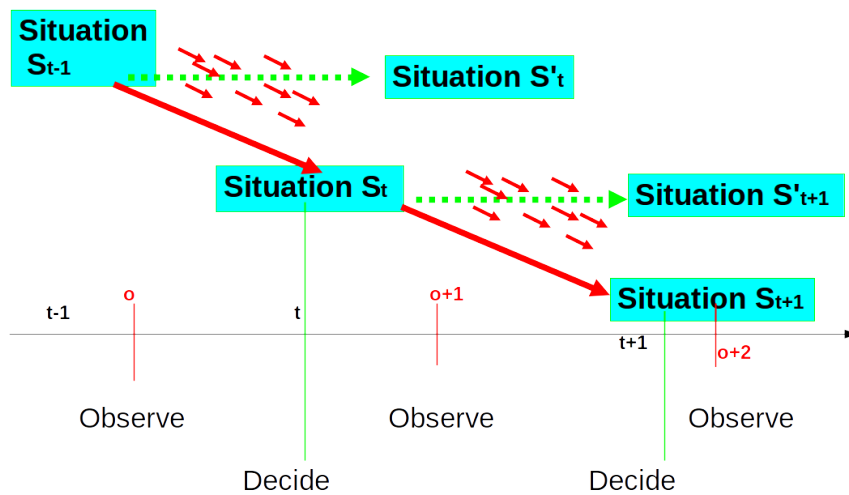 Situation
St-1
Situation S't
Situation St
Situation S't+1
Situation St+1
t-1
o
t
o+1
t+1
o+2
Observe
Observe
Observe
Decide
Decide